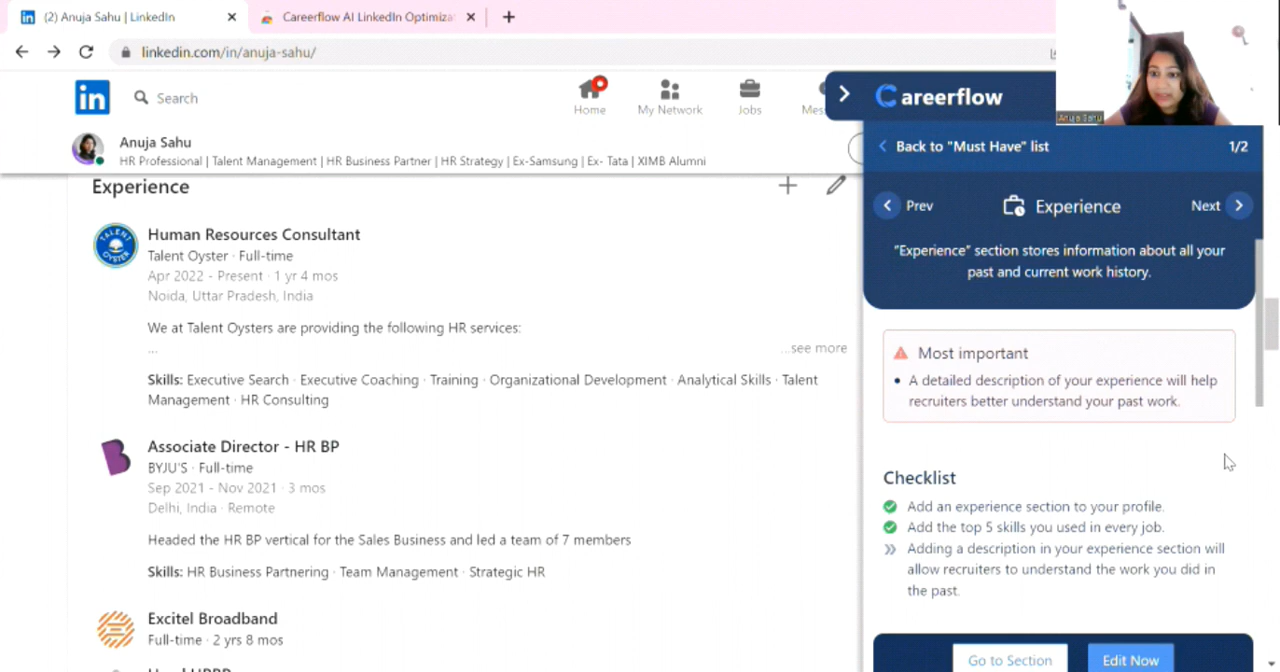 (2) Anuja Sahu | LinkedIn
Careerflow AI LinkedIn Optimiza
linkedin.com/in/anuja-sahu/
in
Search
Home
My Network
Jobs
Mes
Anuja Sahu
HR Professional | Talent Management | HR Business Partner | HR Strategy | Ex-Samsung | Ex- Tata | XIMB Alumni
Experience
TALENT OYSTER
Human Resources Consultant
Talent Oyster · Full-time
Apr 2022 - Present · 1 yr 4 mos
Noida, Uttar Pradesh, India
We at Talent Oysters are providing the following HR services:
...
...see more
Skills: Executive Search · Executive Coaching · Training · Organizational Development · Analytical Skills · Talent
Management · HR Consulting
Associate Director - HR BP
BYJU'S · Full-time
Sep 2021 - Nov 2021 · 3 mos
Delhi, India · Remote
Headed the HR BP vertical for the Sales Business and led a team of 7 members
Skills: HR Business Partnering · Team Management · Strategic HR
Excitel Broadband
Full-time · 2 yrs 8 mos
Careerflow
Anuja Sahu
Back to "Must Have" list
1/2
Prev
Experience
Next
"Experience" section stores information about all your
past and current work history.
Most important
• A detailed description of your experience will help
recruiters better understand your past work.
Checklist
Add an experience section to your profile.
Add the top 5 skills you used in every job.
Adding a description in your experience section will
allow recruiters to understand the work you did in
the past.
Go to Section
Edit Now